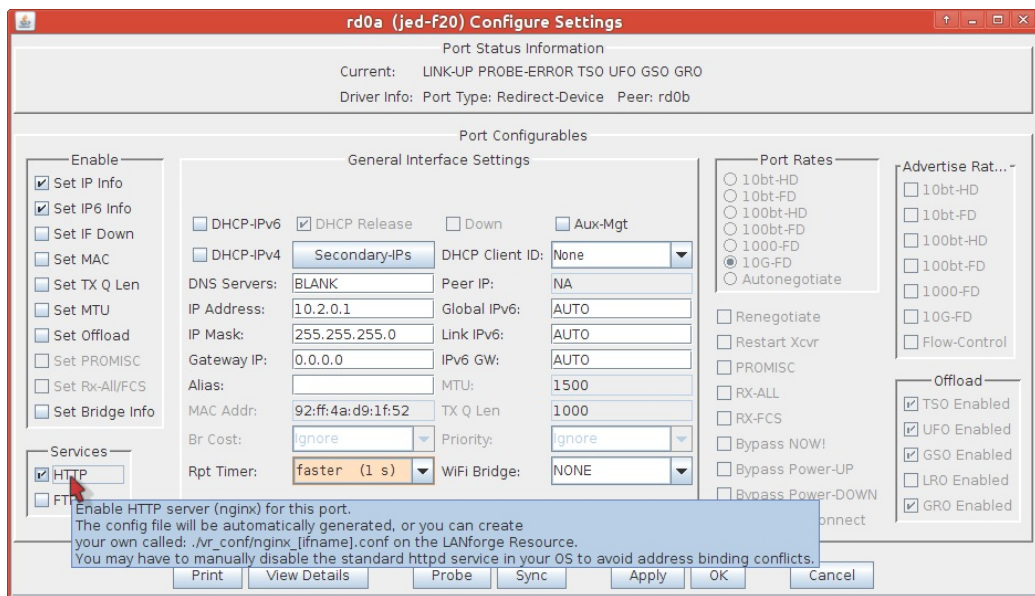 rd0a (jed-f20) Configure Settings
Port Status Information
Current: LINK-UP PROBE-ERROR TSO UFO GSO GRO
Driver Info: Port Type: Redirect-Device Peer: rd0b
Port Configurables
Enable
Set IP Info
Set IP6 Info
Set IF Down
Set MAC
Set TX Q Len
Set MTU
Set Offload
Set PROMISC
Set Rx-All/FCS
Set Bridge Info
Services
HTTP
General Interface Settings
DHCP-IPv6 DHCP Release Down Aux-Mgt
DHCP-IPv4 Secondary-IPs DHCP Client ID: None
DNS Servers: BLANK Peer IP: NA
IP Address: 10.2.0.1 Global IPv6: AUTO
IP Mask: 255.255.255.0 Link IPv6: AUTO
Gateway IP: 0.0.0.0 IPv6 GW: AUTO
Alias: MTU: 1500
MAC Addr: 92:ff:4a:d9:1f:52 TX Q Len 1000
Br Cost: Ignore Priority: Ignore
Rpt Timer: faster (1 s) WiFi Bridge: NONE
Port Rates
10bt-HD
10bt-FD
100bt-HD
100bt-FD
1000-FD
10G-FD
Autonegotiate
Renegotiate
Restart Xcvr
PROMISC
RX-ALL
RX-FCS
Bypass NOW!
Bypass Power-UP
Bypass Power-DOWN
Advertise Rat...
10bt-HD
10bt-FD
100bt-HD
100bt-FD
1000-FD
10G-FD
Flow-Control
Offload
TSO Enabled
UFO Enabled
GSO Enabled
LRO Enabled
GRO Enabled
Enable HTTP server (nginx) for this port.
The config file will be automatically generated, or you can create
your own called: ./vr_conf/nginx_[ifname].conf on the LANforge Resource.
You may have to manually disable the standard httpd service in your OS to avoid address binding conflicts.
Print View Details Probe Sync Apply OK Cancel